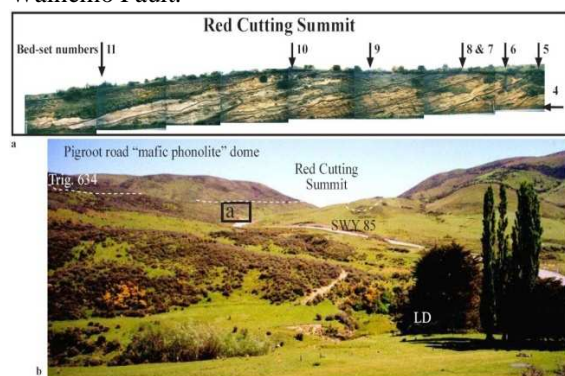 Waihemo Fault.
Red Cutting Summit
Bed-set numbers 11 10 9 8 & 7 6 5
4
a
Pigroot road "mafic phonolite" dome
Trig. 634
Red Cutting
Summit
a
SWY 85
LD
b